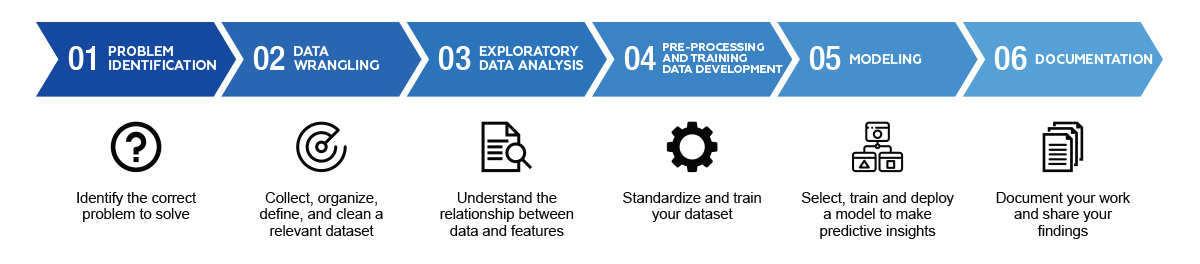 01 PROBLEM
IDENTIFICATION
02 DATA
WRANGLING
03 EXPLORATORY
DATA ANALYSIS
04 PRE-PROCESSING
AND TRAINING
DATA DEVELOPMENT
05 MODELING
06 DOCUMENTATION
Identify the correct
problem to solve
Collect, organize,
define, and clean a
relevant dataset
Understand the
relationship between
data and features
Standardize and train
your dataset
Select, train and deploy
a model to make
predictive insights
Document your work
and share your
findings